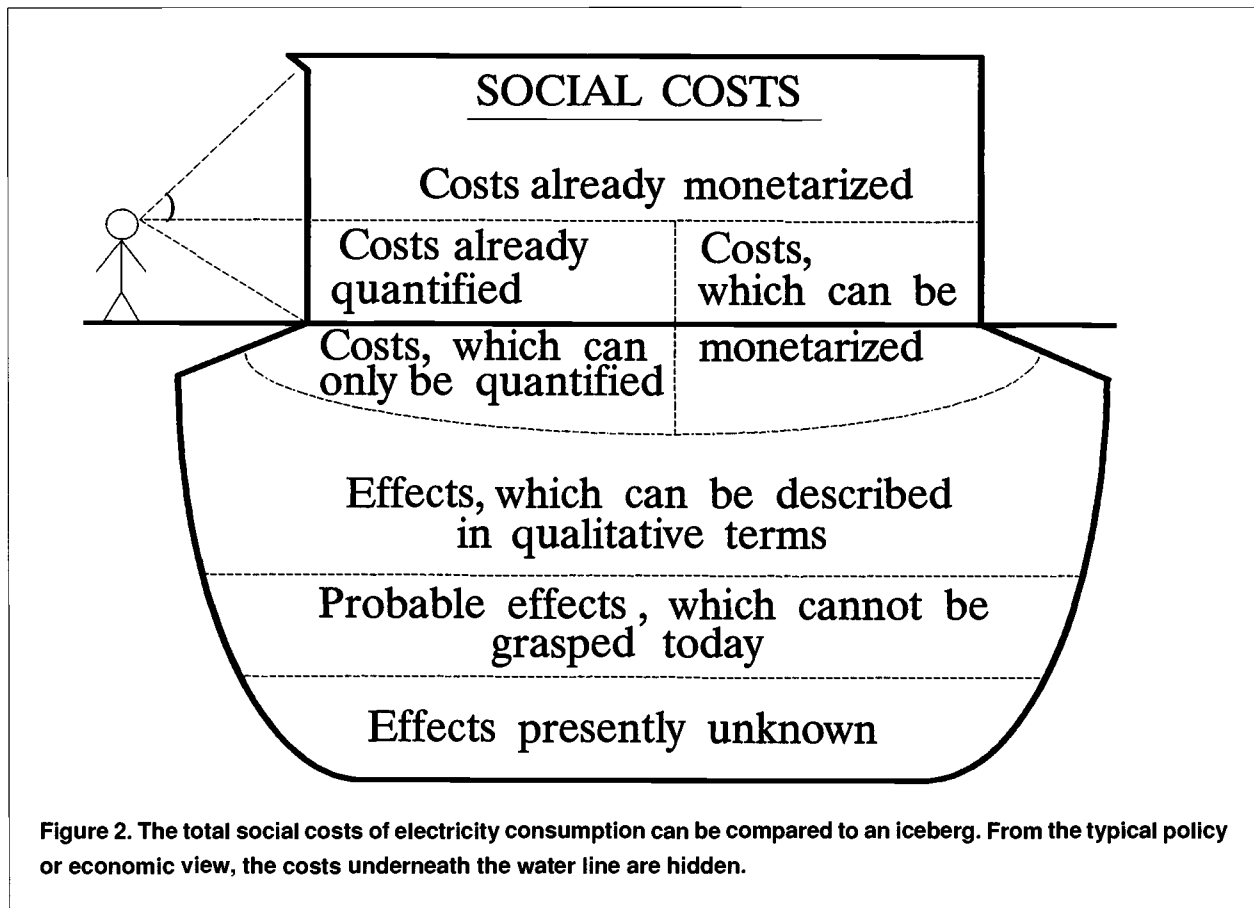 SOCIAL COSTS
Costs already monetarized
Costs already
quantified
Costs,
which can be
Costs, which can
only be quantified
monetarized
Effects, which can be described
in qualitative terms
Probable effects , which cannot be
grasped today
Effects presently unknown
Figure 2. The total social costs of electricity consumption can be compared to an iceberg. From the typical policy
or economic view, the costs underneath the water line are hidden.